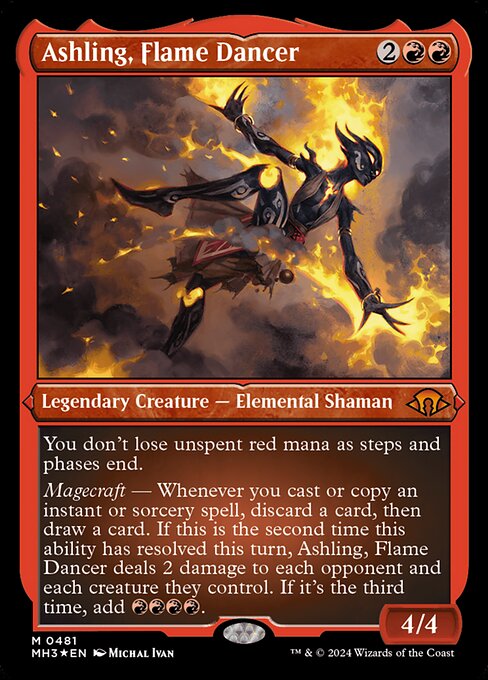 Ashling, Flame Dancer 2
Legendary Creature — Elemental Shaman
You don't lose unspent red mana as steps and
phases end.
Magecraft — Whenever you cast or copy an
instant or sorcery spell, discard a card, then
draw a card. If this is the second time this
ability has resolved this turn, Ashling, Flame
Dancer deals 2 damage to each opponent and
each creature they control. If it's the third
time, add
4/4
M 0481
MH3★EN Michal Ivan ™ & © 2024 Wizards of the Coast